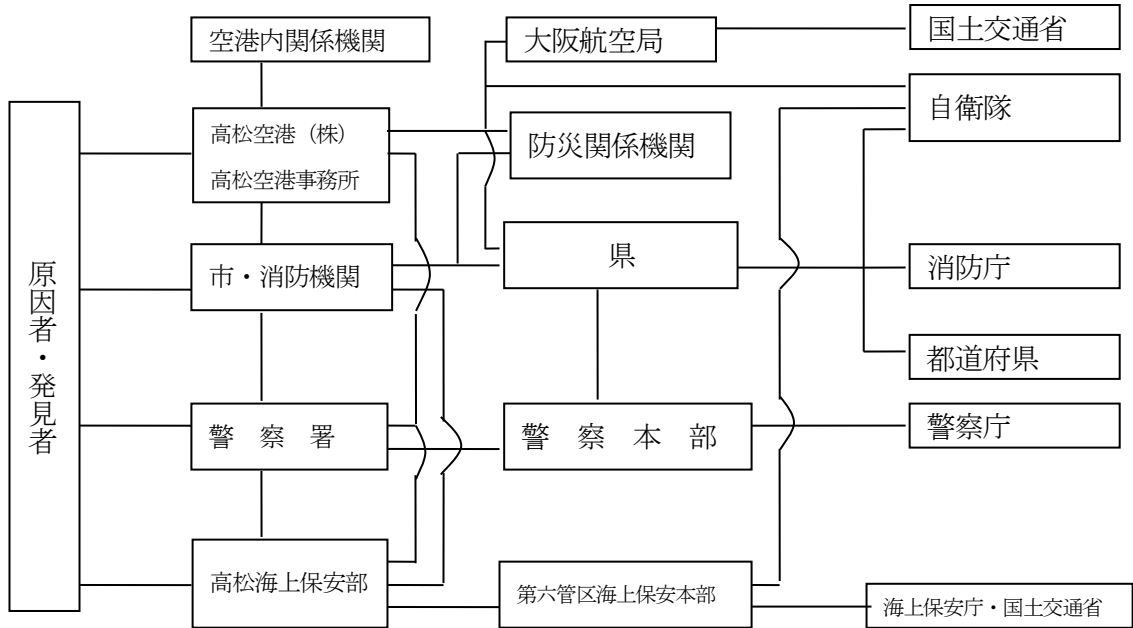 原因者・発見者
空港内関係機関
高松空港（株）
高松空港事務所
市・消防機関
警 察 署
高松海上保安部
大阪航空局
防災関係機関
県
警 察 本 部
第六管区海上保安本部
国土交通省
自衛隊
消防庁
都道府県
警察庁
海上保安庁・国土交通省